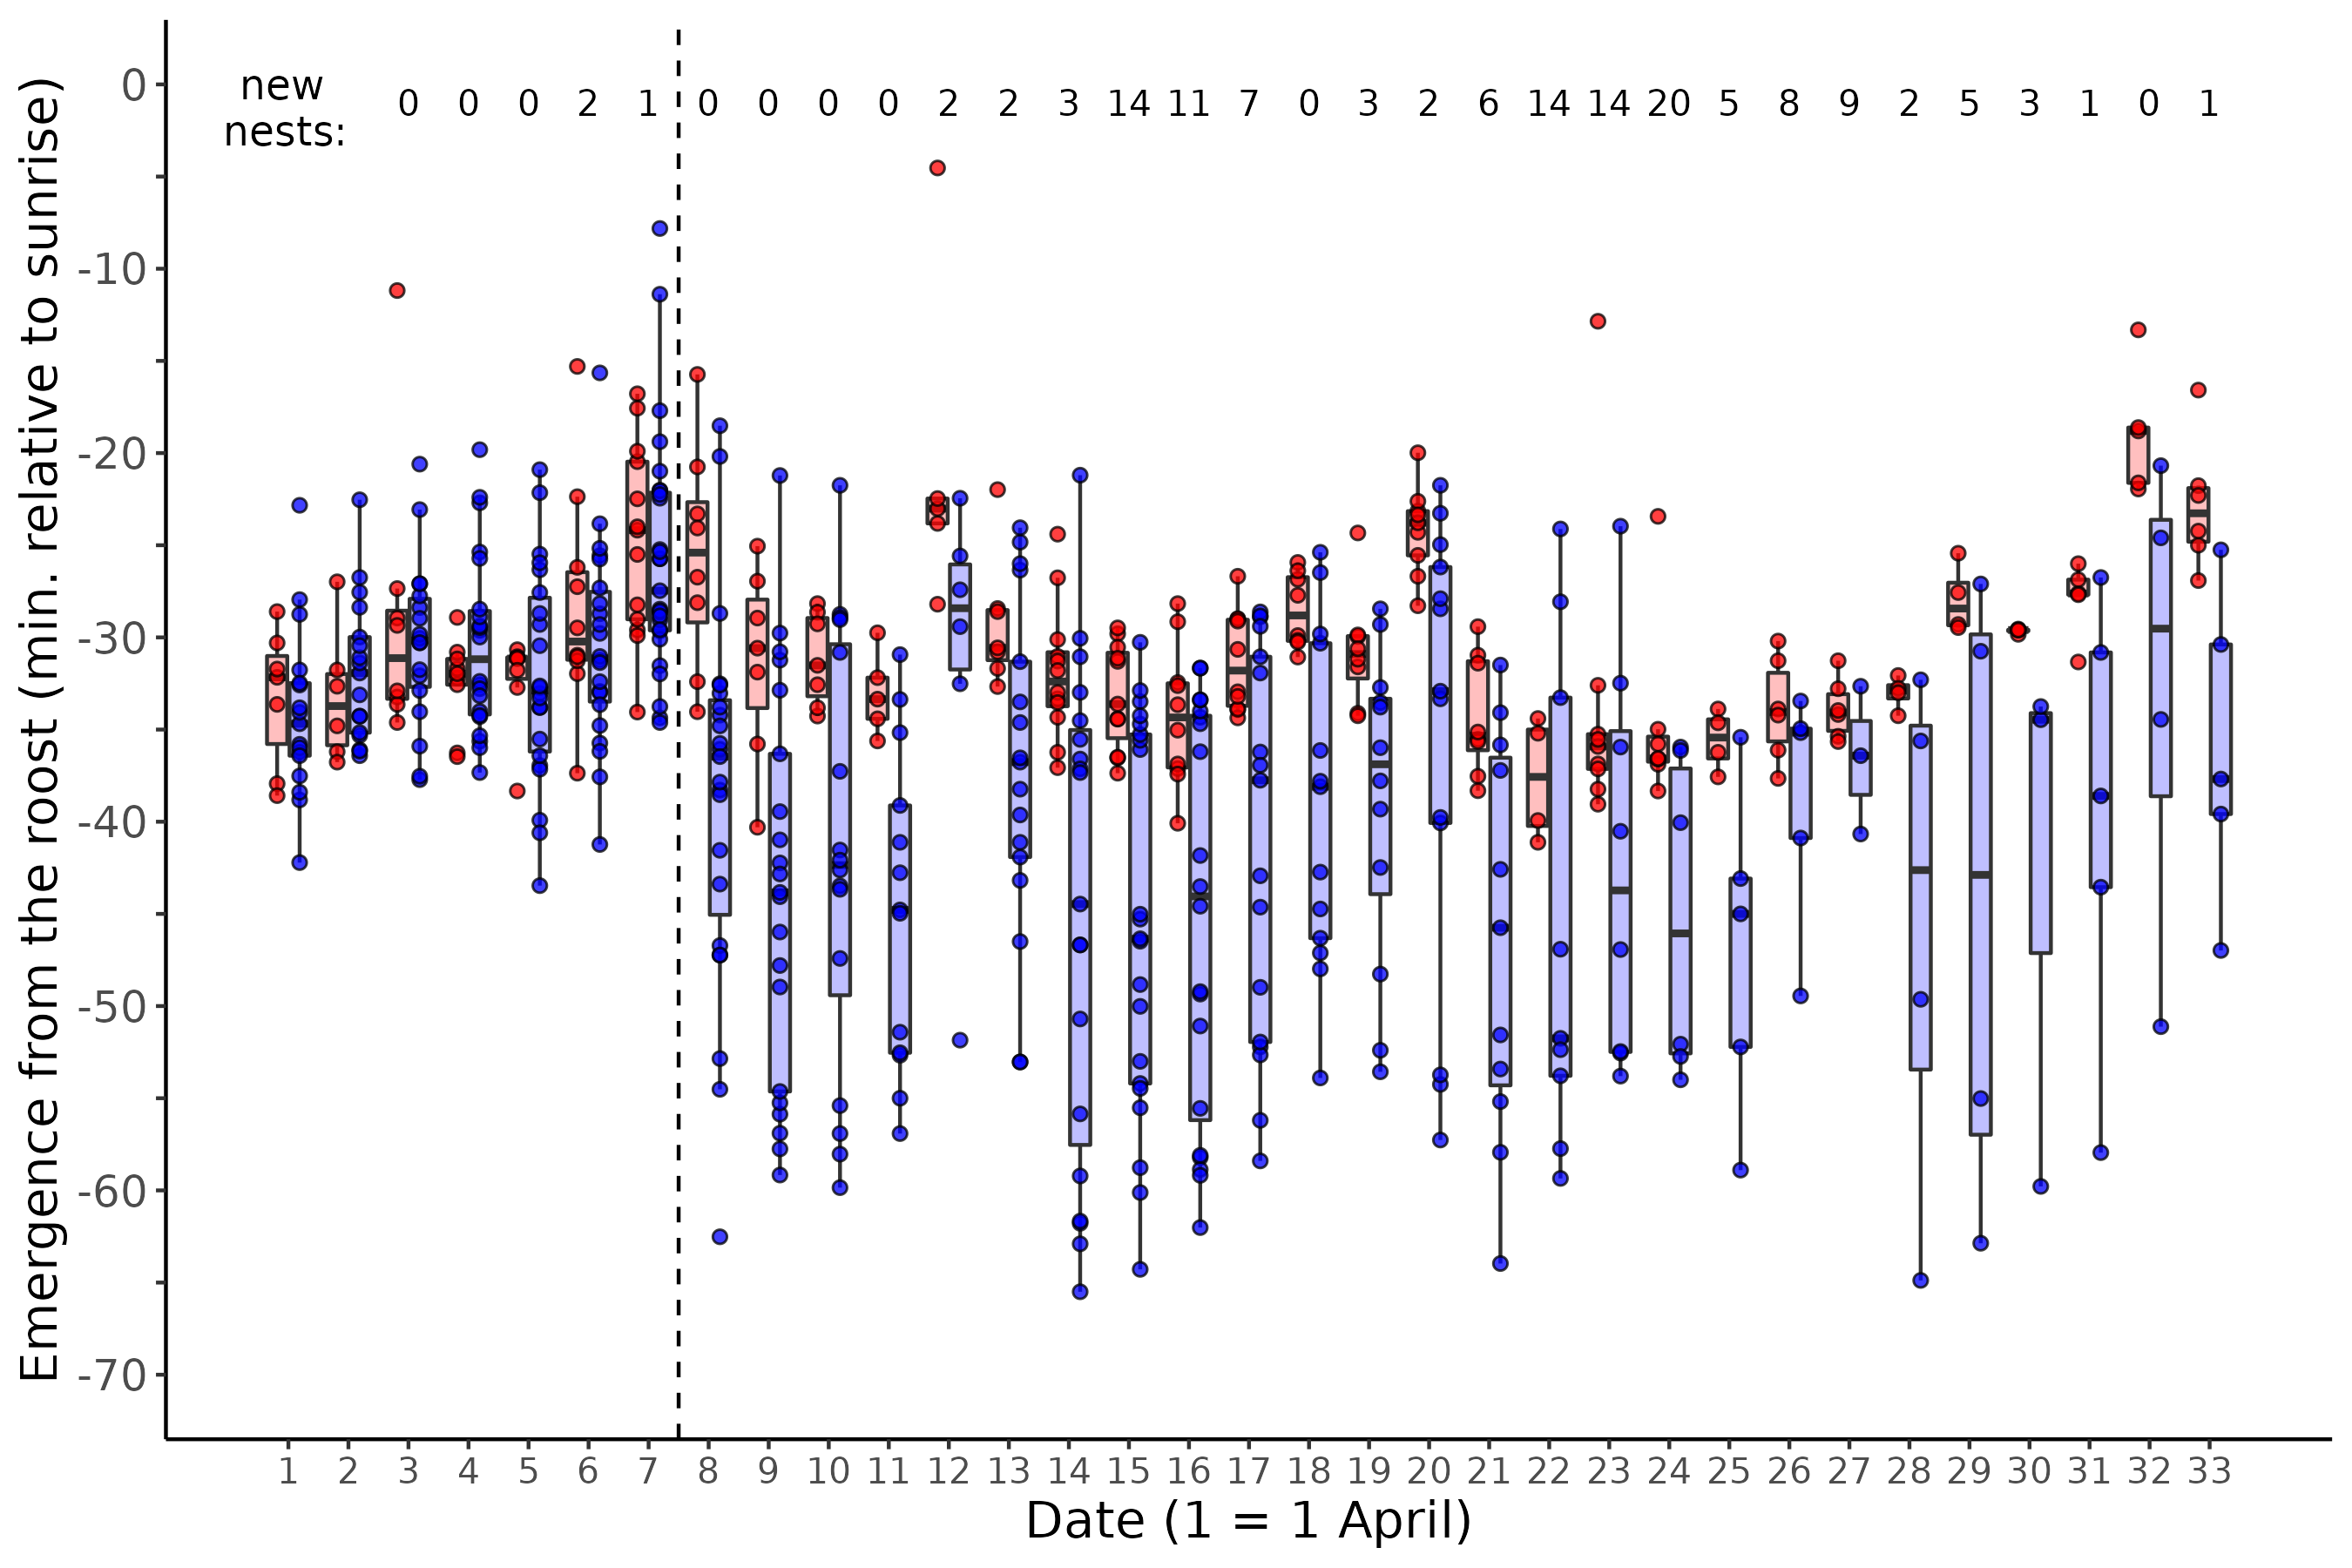 new
nests:
0 0 0 2 1 0 0 0 0 2 2 3 14 11 7 0 3 2 6 14 14 20 5 8 9 2 5 3 1 0 1
Emergence from the roost (min. relative to sunrise)
0
-10
-20
-30
-40
-50
-60
-70
1 2 3 4 5 6 7 8 9 10 11 12 13 14 15 16 17 18 19 20 21 22 23 24 25 26 27 28 29 30 31 32 33
Date (1 = 1 April)